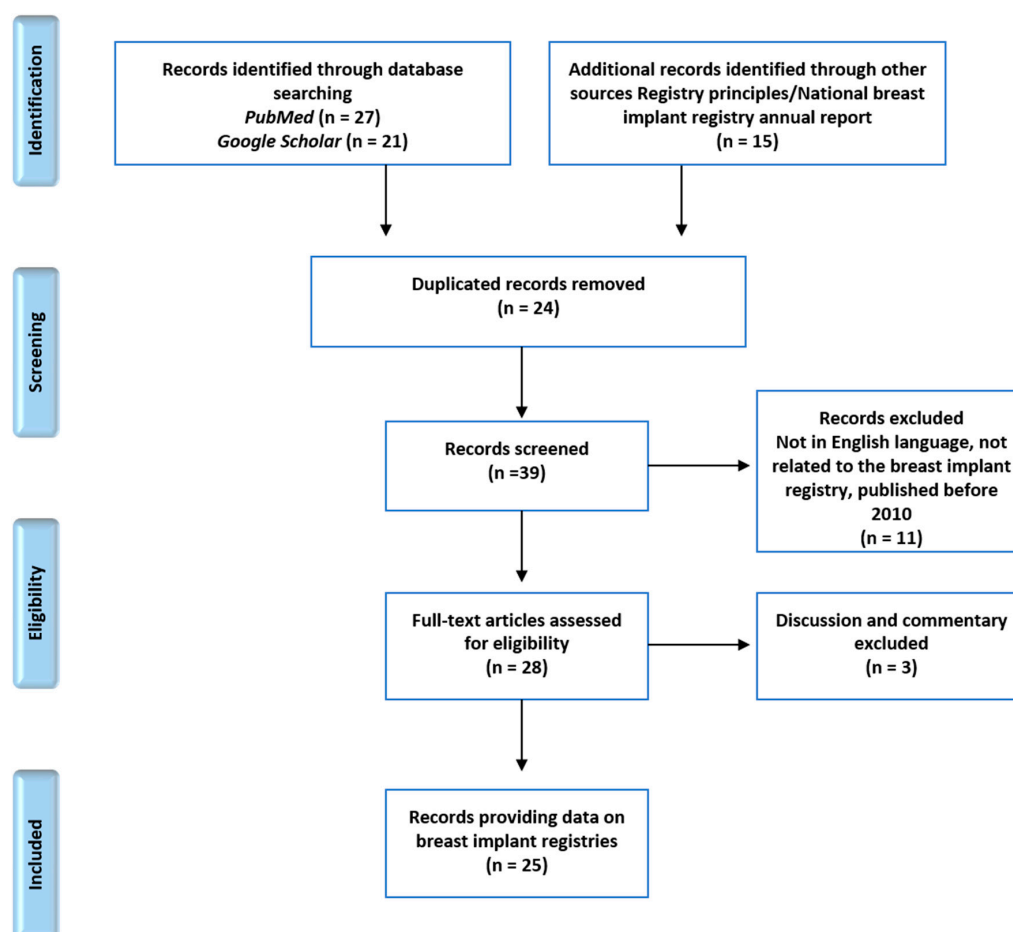 Identification
Records identified through database
searching
PubMed (n = 27)
Google Scholar (n = 21)
Additional records identified through other
sources Registry principles/National breast
implant registry annual report
(n = 15)
Screening
Duplicated records removed
(n = 24)
Records screened
(n =39)
Records excluded
Not in English language, not
related to the breast implant
registry, published before
2010
(n = 11)
Eligibility
Full-text articles assessed
for eligibility
(n = 28)
Discussion and commentary
excluded
(n = 3)
Included
Records providing data on
breast implant registries
(n = 25)